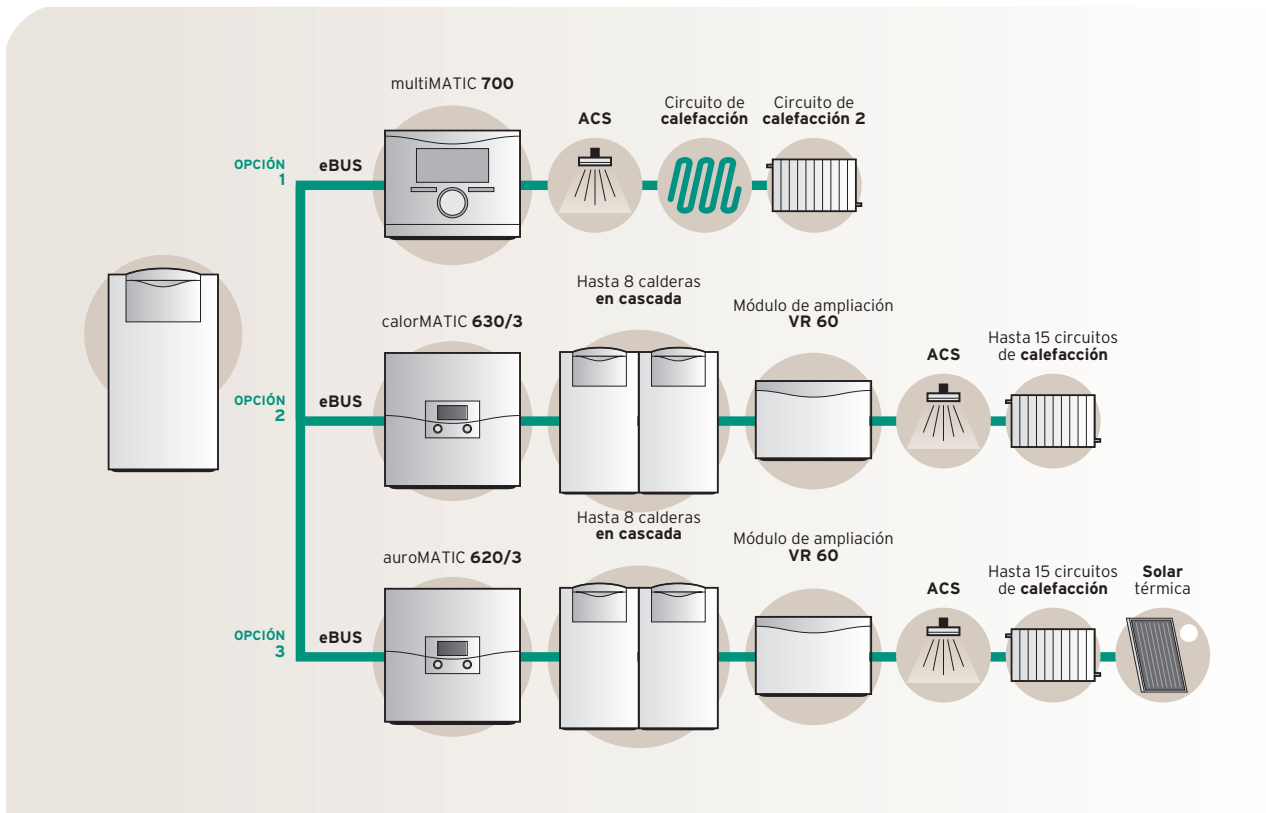 multiMATIC 700
ACS
Circuito de
calefacción
Circuito de
calefacción 2
OPCIÓN
1
eBUS
calorMATIC 630/3
Hasta 8 calderas
en cascada
Módulo de ampliación
VR 60
ACS
Hasta 15 circuitos
de calefacción
OPCIÓN
2
eBUS
auroMATIC 620/3
Hasta 8 calderas
en cascada
Módulo de ampliación
VR 60
ACS
Hasta 15 circuitos
de calefacción
Solar
térmica
OPCIÓN
3
eBUS